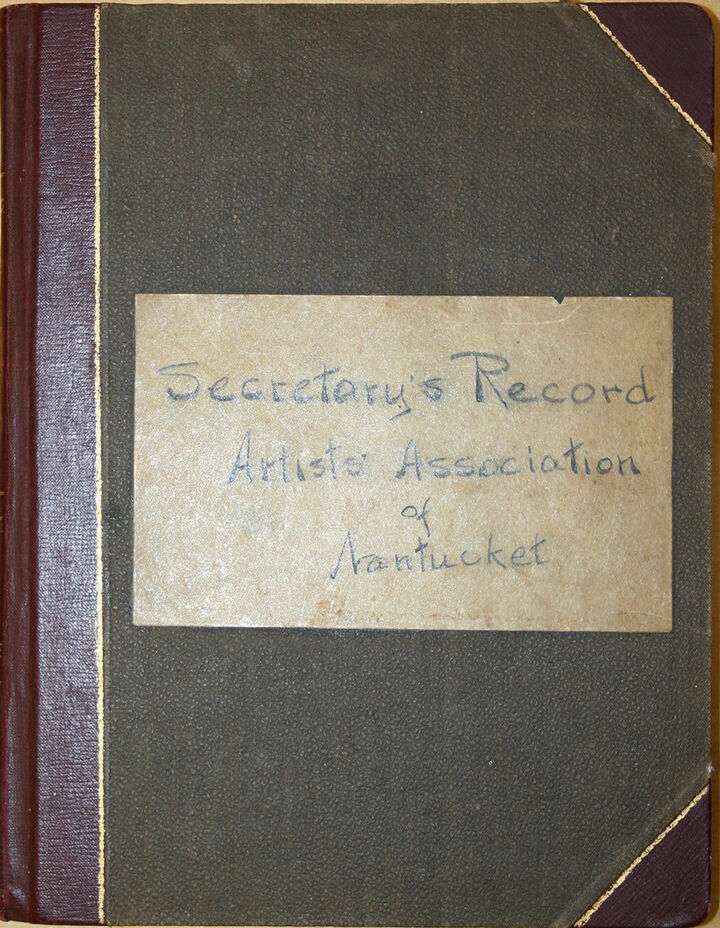 Secretary's Record
Artists' Association
of
Nantucket